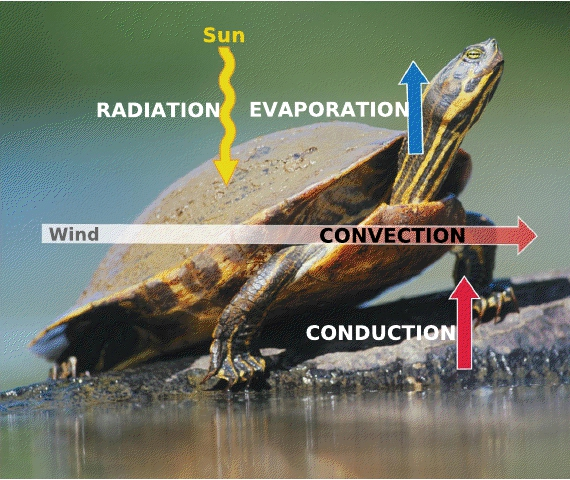 Sun
RADIATION
EVAPORATION
Wind
CONVECTION
CONDUCTION